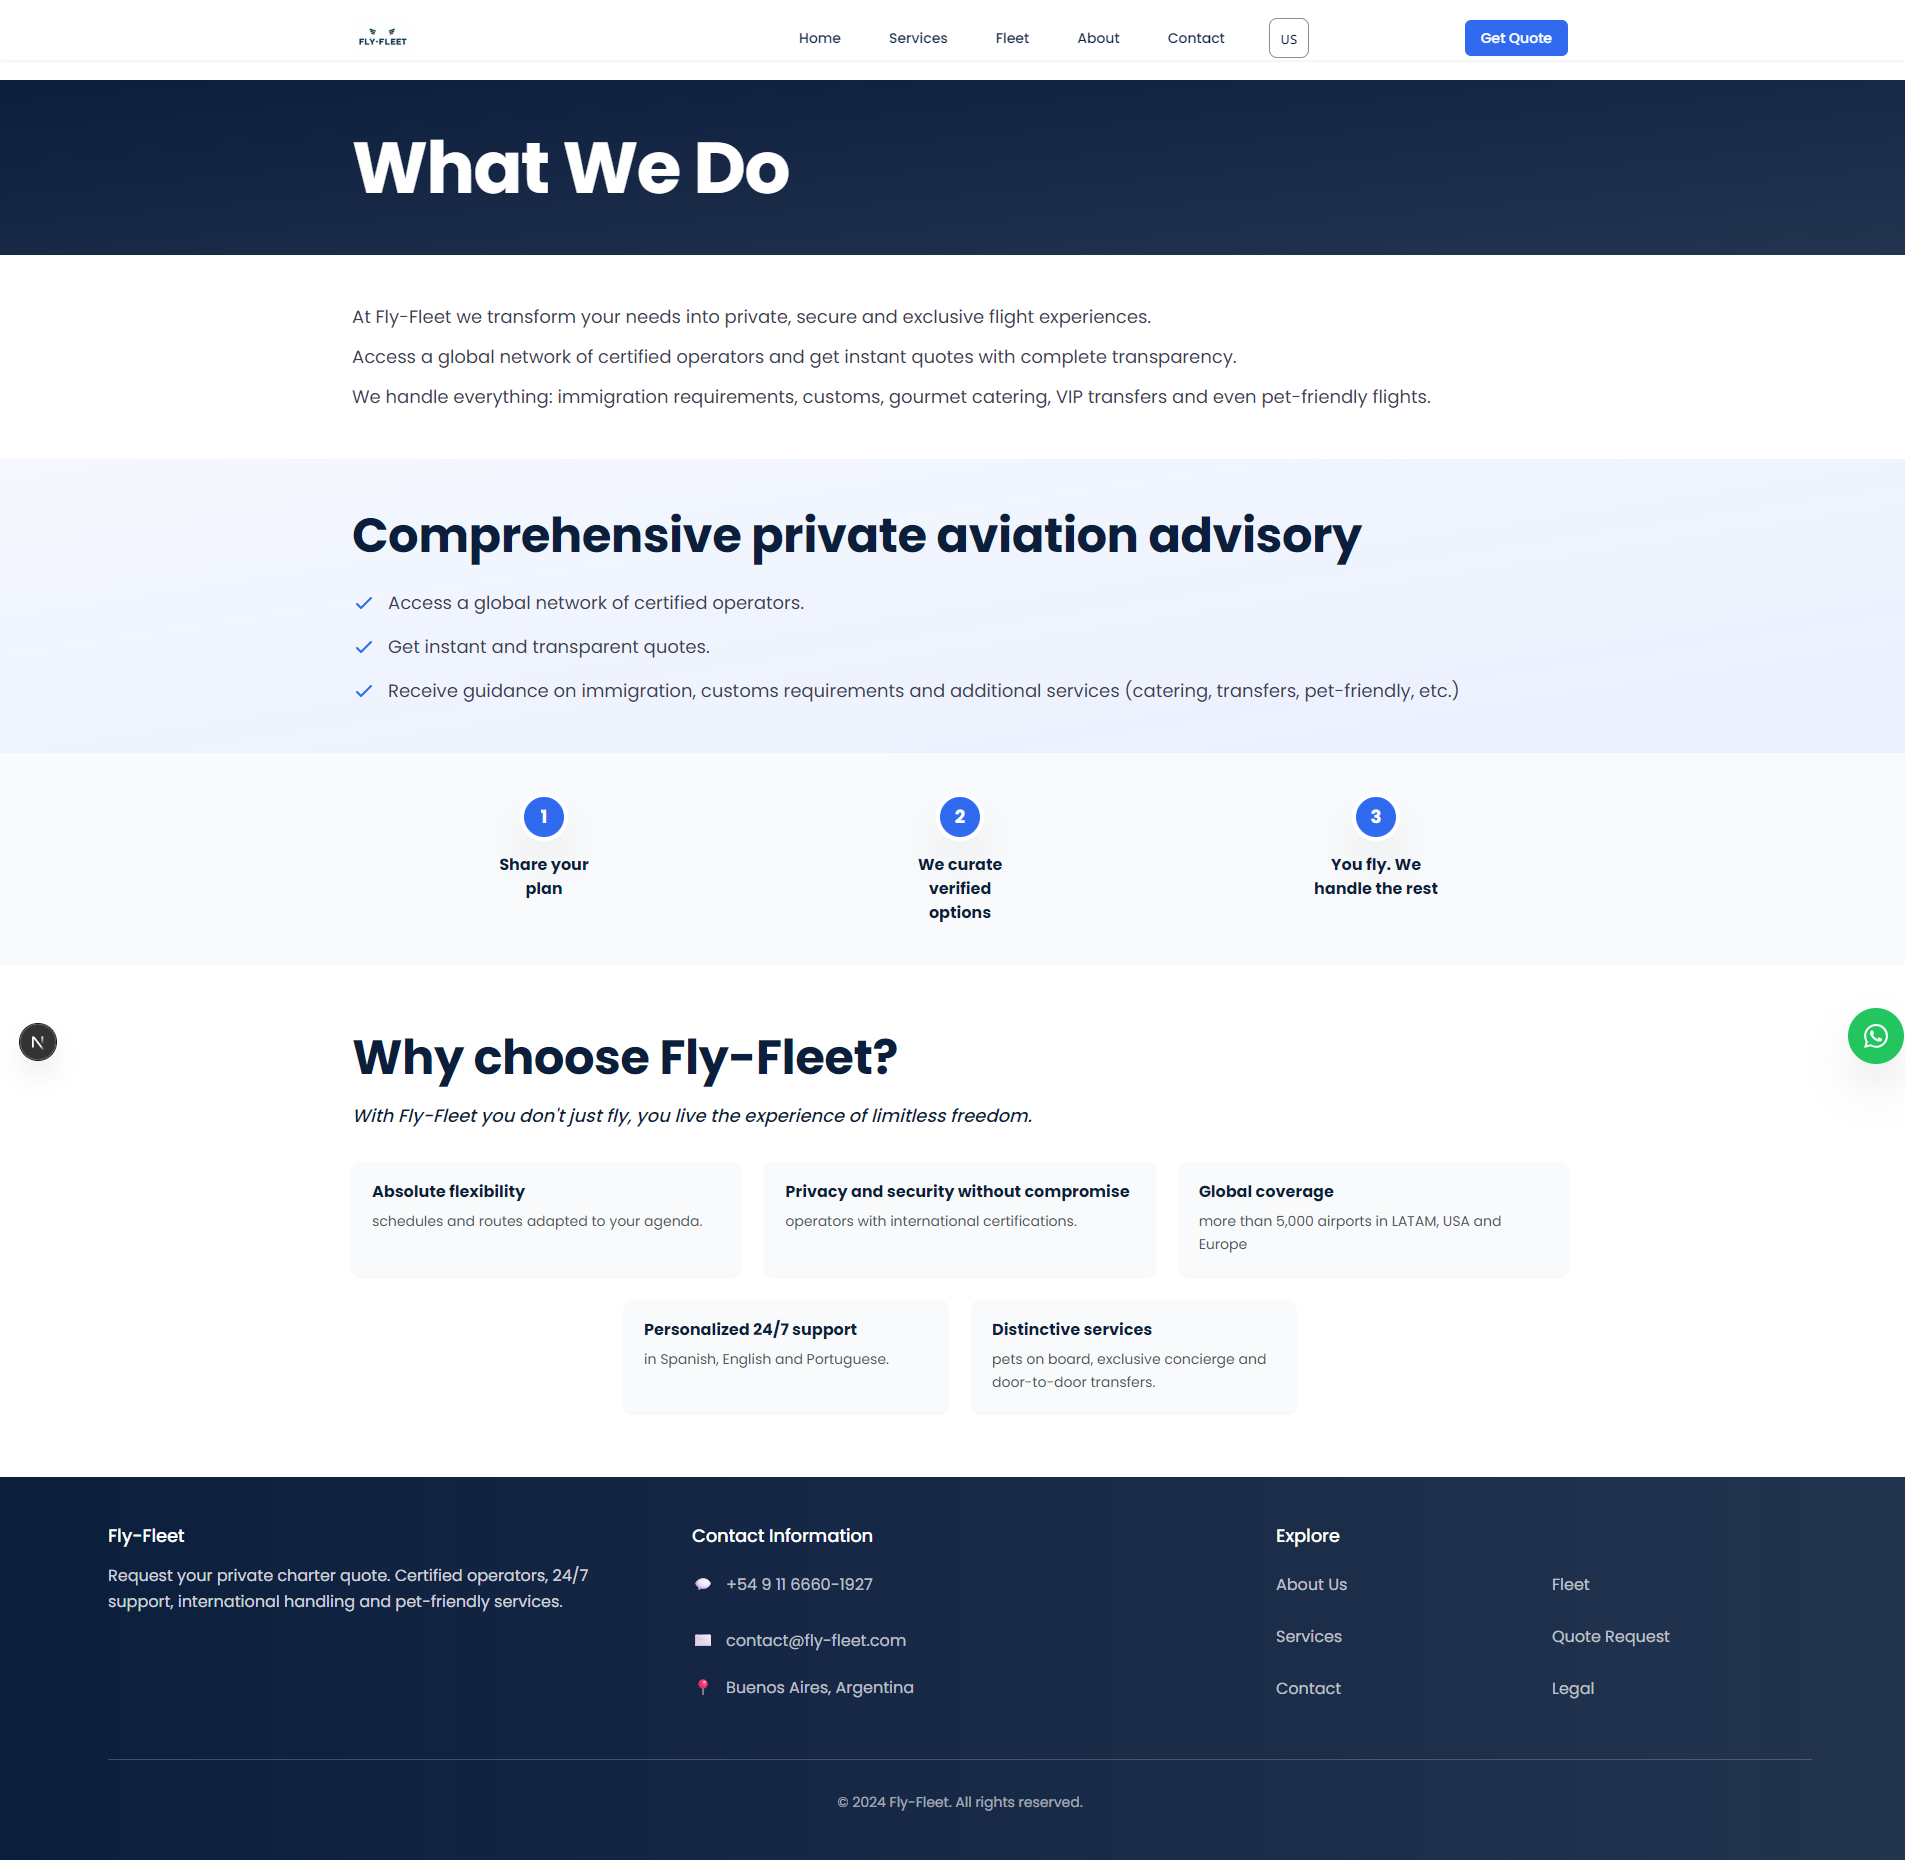 FLY-FLEET
Home
Services
Fleet
About
Contact
US
Get Quote
What We Do
At Fly-Fleet we transform your needs into private, secure and exclusive flight experiences.
Access a global network of certified operators and get instant quotes with complete transparency.
We handle everything: immigration requirements, customs, gourmet catering, VIP transfers and even pet-friendly flights.
Comprehensive private aviation advisory
Access a global network of certified operators.
Get instant and transparent quotes.
Receive guidance on immigration, customs requirements and additional services (catering, transfers, pet-friendly, etc.)
1
Share your
plan
2
We curate
verified
options
3
You fly. We
handle the rest
N
Why choose Fly-Fleet?
With Fly-Fleet you don't just fly, you live the experience of limitless freedom.
Absolute flexibility
schedules and routes adapted to your agenda.
Privacy and security without compromise
operators with international certifications.
Global coverage
more than 5,000 airports in LATAM, USA and
Europe
Personalized 24/7 support
in Spanish, English and Portuguese.
Distinctive services
pets on board, exclusive concierge and
door-to-door transfers.
Fly-Fleet
Request your private charter quote. Certified operators, 24/7
support, international handling and pet-friendly services.
Contact Information
+54 9 11 6660-1927
contact@fly-fleet.com
Buenos Aires, Argentina
Explore
About Us
Fleet
Services
Quote Request
Contact
Legal
© 2024 Fly-Fleet. All rights reserved.